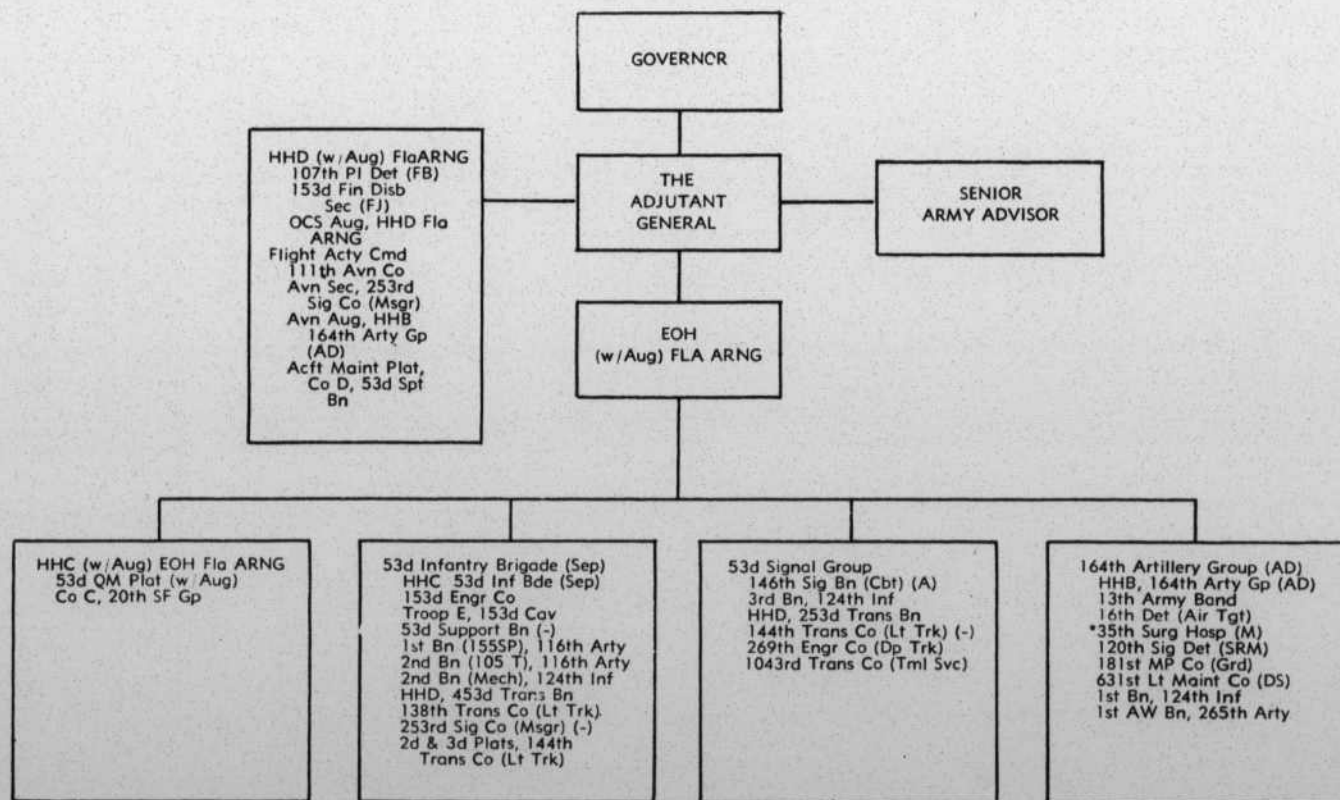 GOVERNOR
HHD (w/Aug) FlaARNG
107th PI Det (FB)
153d Fin Disb
Sec (FJ)
OCS Aug, HHD Fla
ARNG
Flight Acty Cmd
111th Avn Co
Avn Sec, 253rd
Sig Co (Msgr)
Avn Aug, HHB
164th Arty Gp
(AD)
Acft Maint Plat,
Co D, 53d Spt
Bn
THE
ADJUTANT
GENERAL
SENIOR
ARMY ADVISOR
EOH
(w/Aug) FLA ARNG
HHC (w/Aug) EOH Fla ARNG
53d QM Plat (w/Aug)
Co C, 20th SF Gp
53d Infantry Brigade (Sep)
HHC 53d Inf Bde (Sep)
153d Engr Co
Troop E, 153d Cav
53d Support Bn (-)
1st Bn (155SP), 116th Arty
2nd Bn (105 T), 116th Arty
2nd Bn (Mech), 124th Inf
HHD, 453d Trans Bn
138th Trans Co (Lt Trk)
253rd Sig Co (Msgr) (-)
2d & 3d Plats, 144th
Trans Co (Lt Trk)
53d Signal Group
146th Sig Bn (Cbt) (A)
3rd Bn, 124th Inf
HHD, 253d Trans Bn
144th Trans Co (Lt Trk) (-)
269th Engr Co (Dp Trk)
1043rd Trans Co (Tml Svc)
164th Artillery Group (AD)
HHB, 164th Arty Gp (AD)
13th Army Band
16th Det (Air Tgt)
*35th Surg Hosp (M)
120th Sig Det (SRM)
181st MP Co (Grd)
631st Lt Maint Co (DS)
1st Bn, 124th Inf
1st AW Bn, 265th Arty